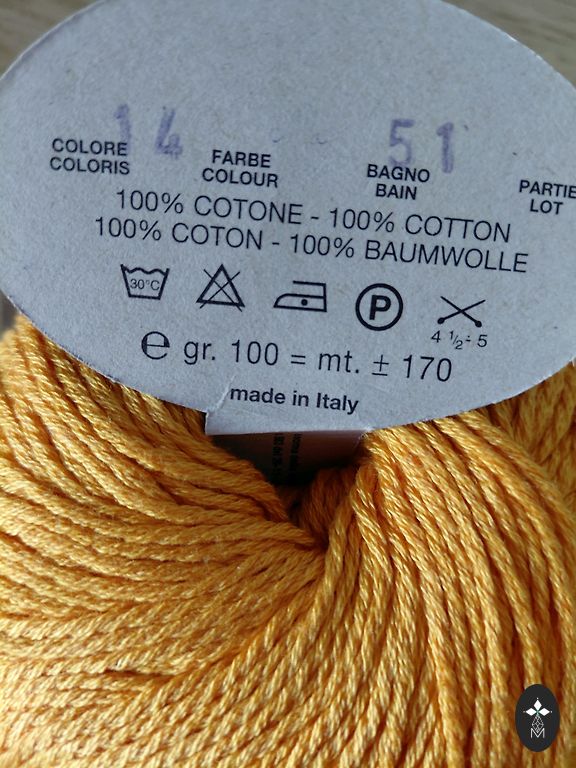 14 51
COLORE FARBE BAGNO PARTIE
COLORIS COLOUR BAIN LOT
100% COTONE - 100% COTTON
100% COTON - 100% BAUMWOLLE
30°C P 4 ½ ÷ 5
e gr. 100 = mt. ± 170
made in Italy
M